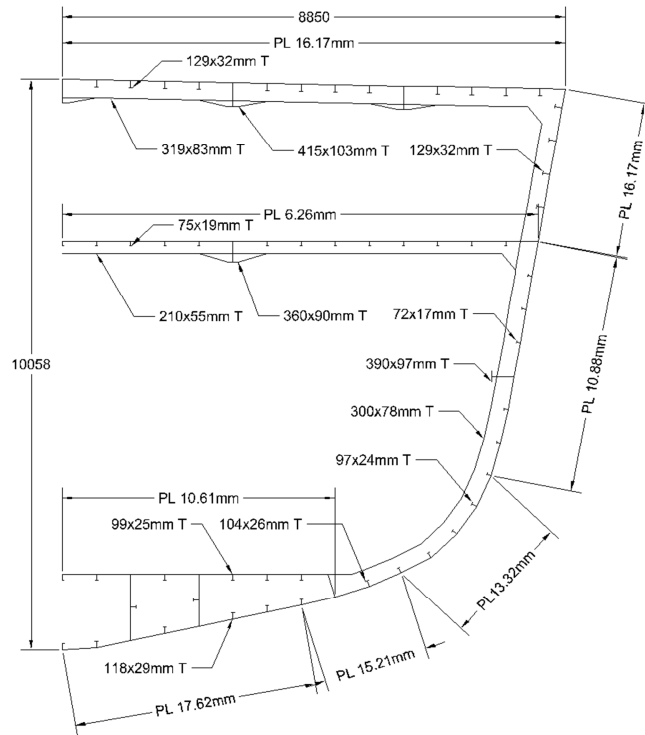 8850
PL 16.17mm
129x32mm T
319x83mm T
415x103mm T
129x32mm T
PL 16.17mm
PL 6.26mm
75x19mm T
210x55mm T
360x90mm T
72x17mm T
10058
390x97mm T
PL 10.88mm
300x78mm T
97x24mm T
PL 10.61mm
99x25mm T
104x26mm T
PL13.32mm
118x29mm T
PL 15.21mm
PL 17.62mm